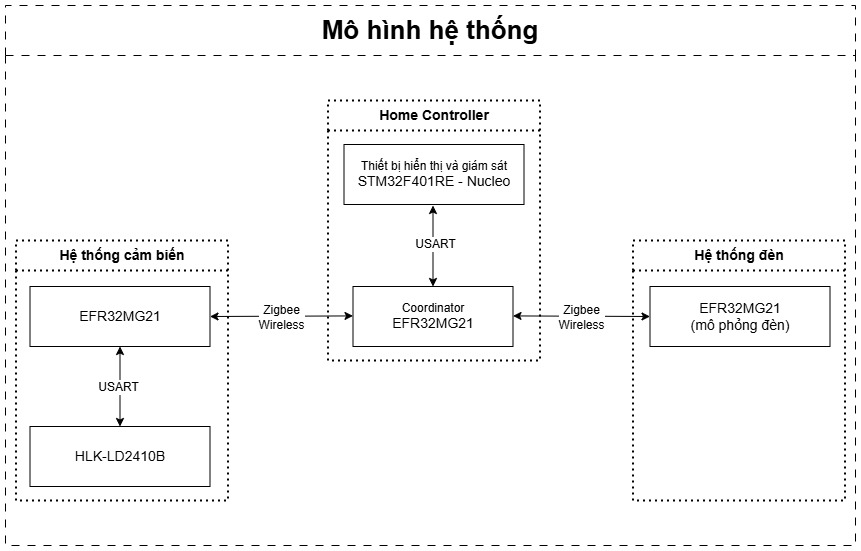 Mô hình hệ thống
Home Controller
Thiết bị hiển thị và giám sát
STM32F401RE - Nucleo
USART
Coordinator
EFR32MG21
Hệ thống cảm biến
EFR32MG21
USART
HLK-LD2410B
Zigbee
Wireless
Zigbee
Wireless
Hệ thống đèn
EFR32MG21
(mô phỏng đèn)